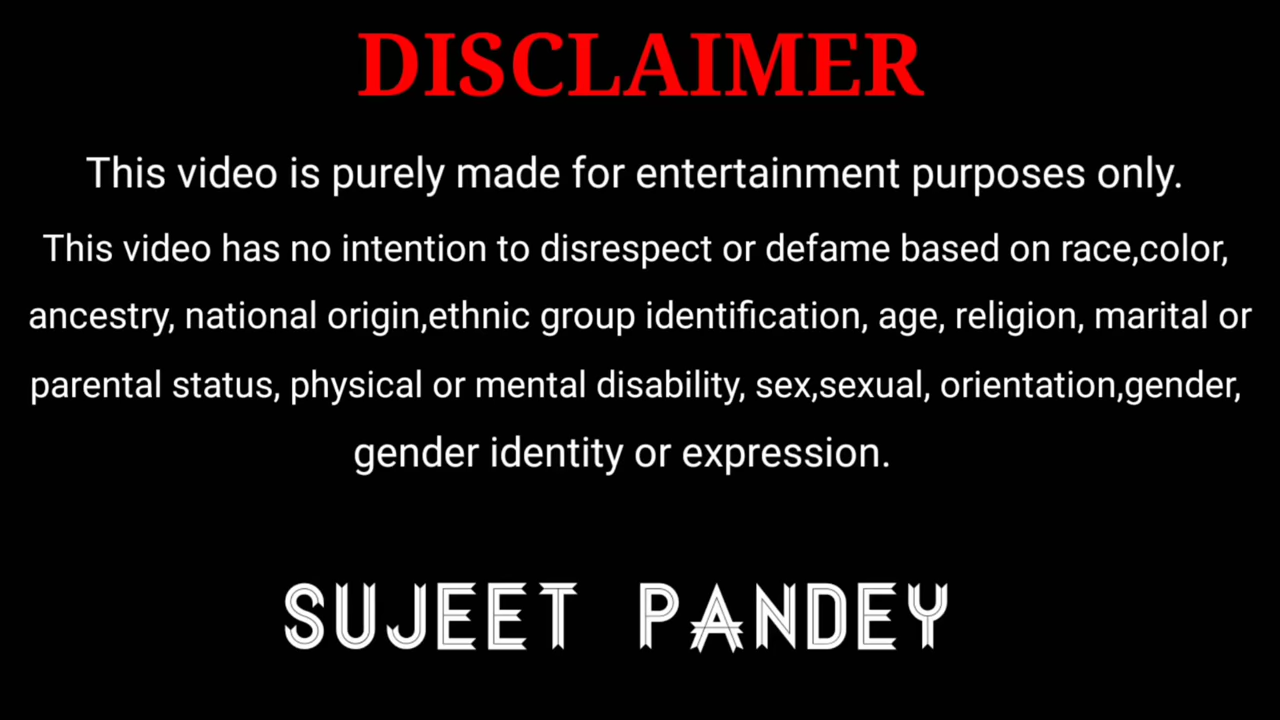 DISCLAIMER
This video is purely made for entertainment purposes only.
This video has no intention to disrespect or defame based on race,color,
ancestry, national origin,ethnic group identification, age, religion, marital or
parental status, physical or mental disability, sex,sexual, orientation,gender,
gender identity or expression.
SUJEET PANDEY